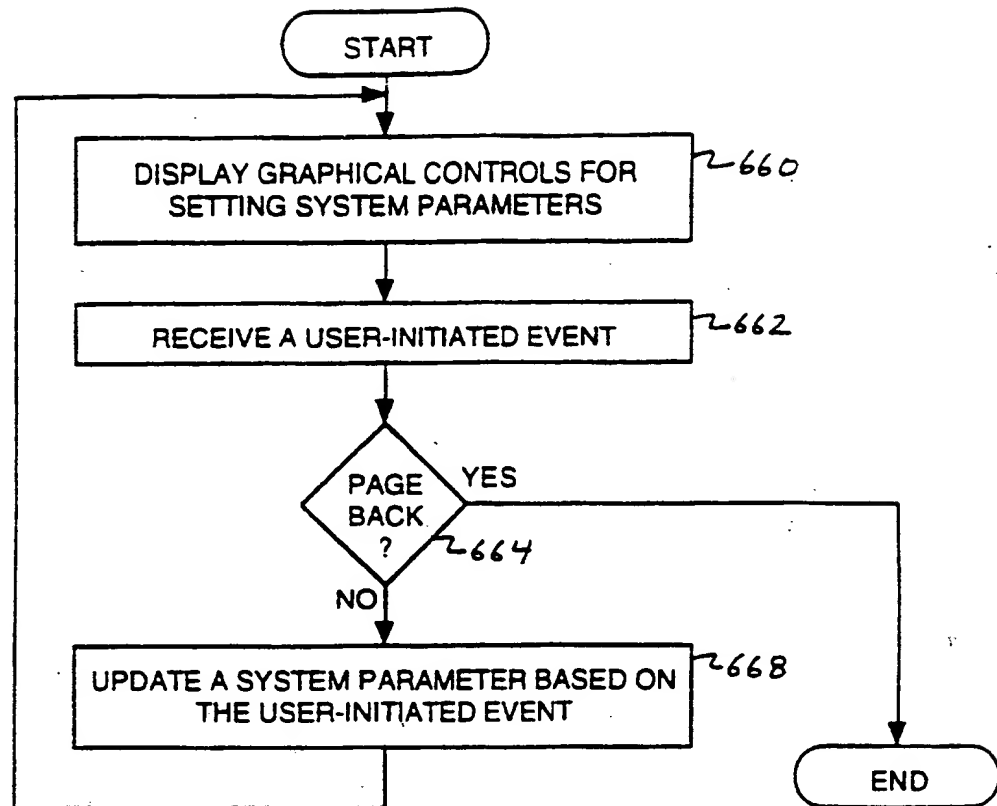 START
DISPLAY GRAPHICAL CONTROLS FOR
SETTING SYSTEM PARAMETERS
660
RECEIVE A USER-INITIATED EVENT
662
PAGE
BACK
?
YES
664
NO
UPDATE A SYSTEM PARAMETER BASED ON
THE USER-INITIATED EVENT
668
END